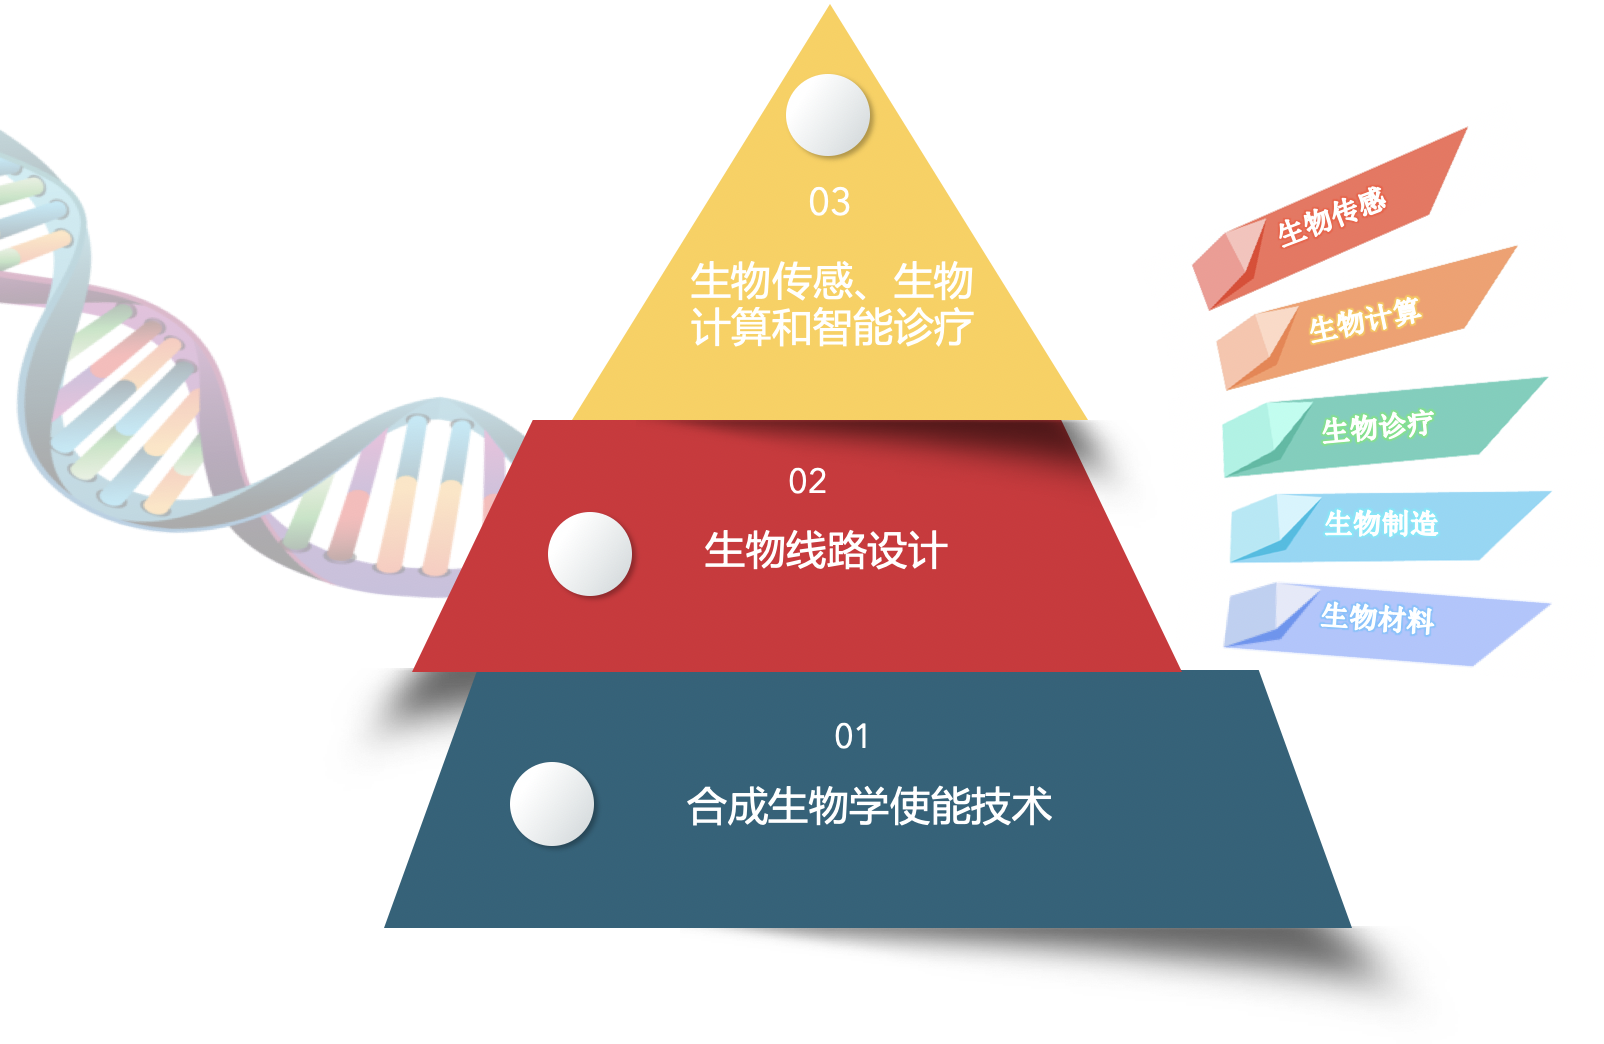 03
生物传感、生物
计算和智能诊疗
02
生物线路设计
01
合成生物学使能技术
生物传感
生物计算
生物诊疗
生物制造
生物材料